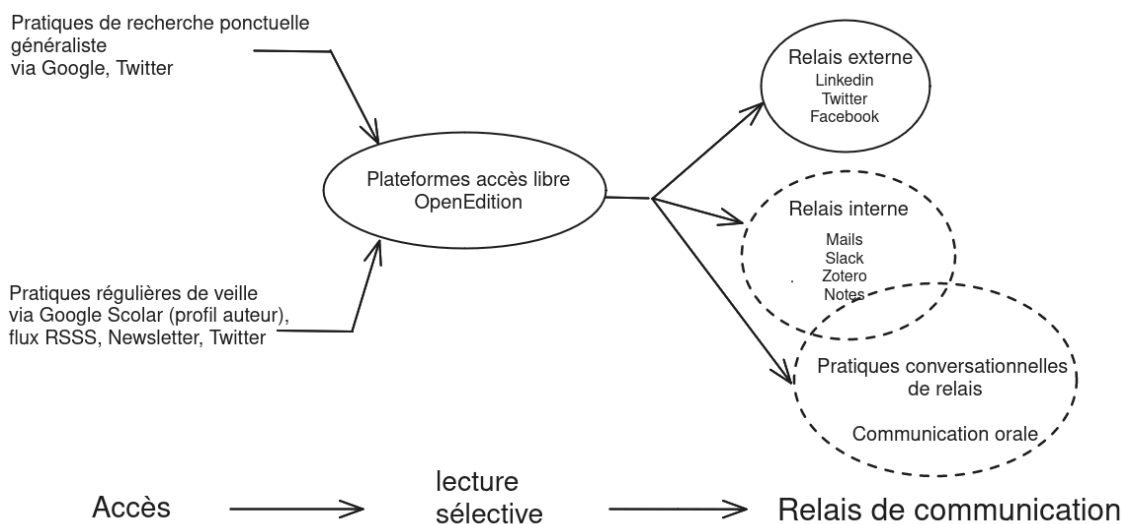 Pratiques de recherche ponctuelle
généraliste
via Google, Twitter
Plateformes accès libre
OpenEdition
Pratiques régulières de veille
via Google Scolar (profil auteur),
flux RSSS, Newsletter, Twitter
Relais externe
Linkedin
Twitter
Facebook
Relais interne
Mails
Slack
Zotero
Notes
Pratiques conversationnelles
de relais
Communication orale
Accès
lecture
sélective
Relais de communication